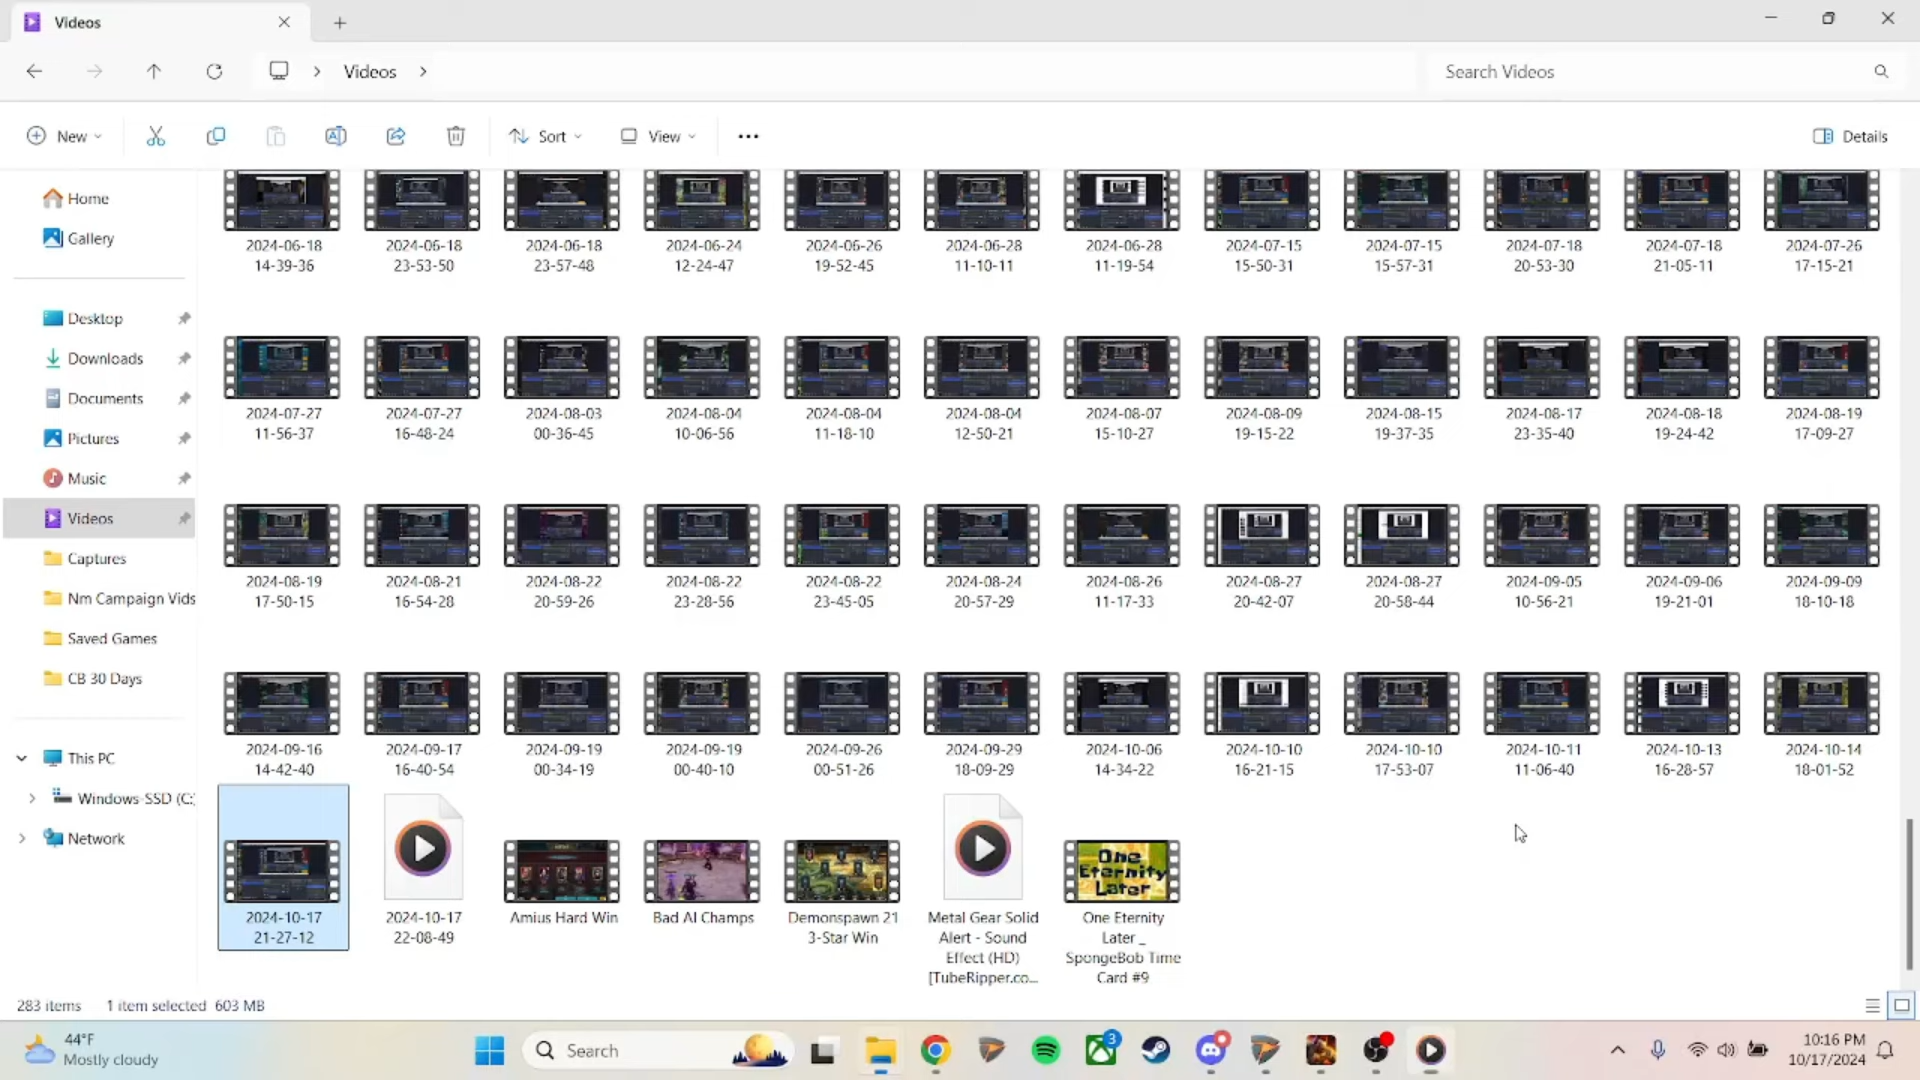 Videos
Videos
Search Videos
New
Sort
View
Details
Home
Gallery
Desktop
Downloads
Documents
Pictures
Music
Videos
Captures
Nm Campaign Vids
Saved Games
CB 30 Days
This PC
Windows-SSD (C:
Network
2024-06-18 2024-06-18 2024-06-18 2024-06-24 2024-06-26 2024-06-28 2024-06-28 2024-07-15 2024-07-15 2024-07-18 2024-07-18 2024-07-26
14-39-36 23-53-50 23-57-48 12-24-47 19-52-45 11-10-11 11-19-54 15-50-31 15-57-31 20-53-30 21-05-11 17-15-21
2024-07-27 2024-07-27 2024-08-03 2024-08-04 2024-08-04 2024-08-04 2024-08-07 2024-08-09 2024-08-15 2024-08-17 2024-08-18 2024-08-19
11-56-37 16-48-24 00-36-45 10-06-56 11-18-10 12-50-21 15-10-27 19-15-22 19-37-35 23-35-40 19-24-42 17-09-27
2024-08-19 2024-08-21 2024-08-22 2024-08-22 2024-08-22 2024-08-24 2024-08-26 2024-08-27 2024-08-27 2024-09-05 2024-09-06 2024-09-09
17-50-15 16-54-28 20-59-26 23-28-56 23-45-05 20-57-29 11-17-33 20-42-07 20-58-44 10-56-21 19-21-01 18-10-18
2024-09-16 2024-09-17 2024-09-19 2024-09-19 2024-09-26 2024-09-29 2024-10-06 2024-10-10 2024-10-10 2024-10-11 2024-10-13 2024-10-14
14-42-40 16-40-54 00-34-19 00-40-10 00-51-26 18-09-29 14-34-22 16-21-15 17-53-07 11-06-40 16-28-57 18-01-52
One
Eternity
Later
2024-10-17 2024-10-17 Amius Hard Win Bad AI Champs Demonspawn 21 Metal Gear Solid One Eternity
21-27-12 22-08-49 3-Star Win Alert - Sound Later _
Effect (HD) SpongeBob Time
[TubeRipper.co... Card #9
283 items 1 item selected 603 MB
44°F
Mostly cloudy
Search
3
10:16 PM
10/17/2024